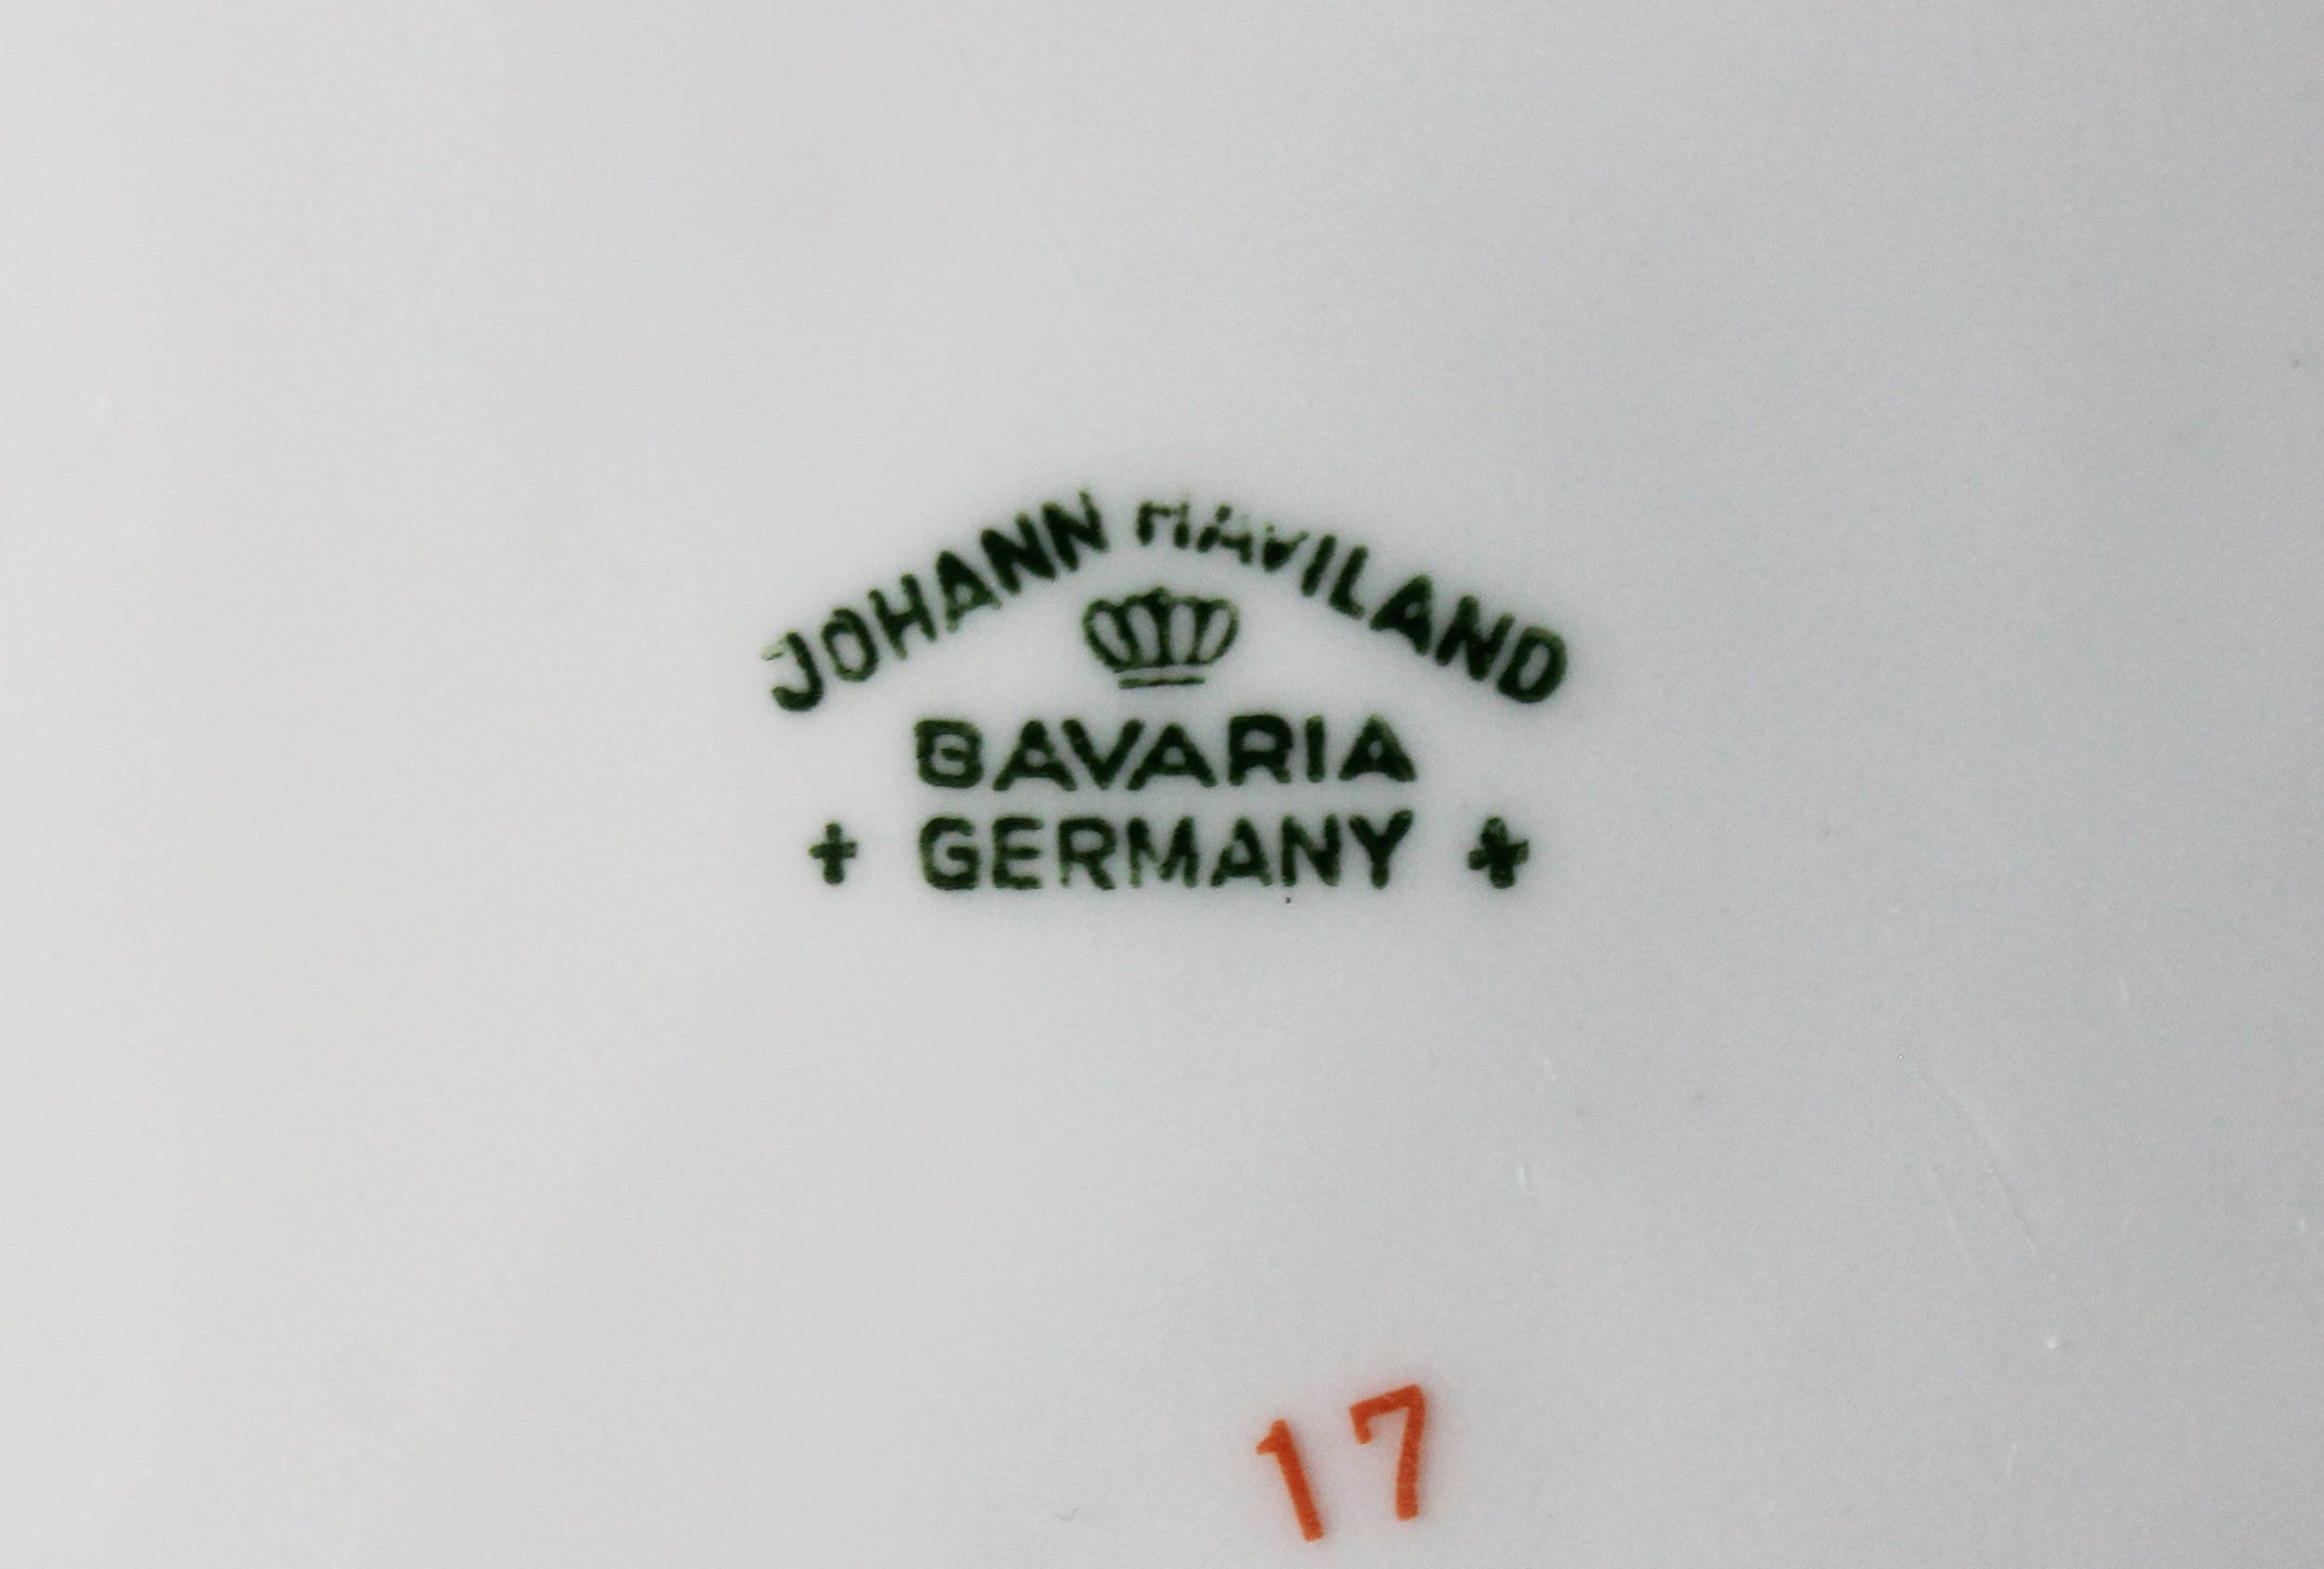 JOHANN HAVILAND
BAVARIA
+ GERMANY +
17